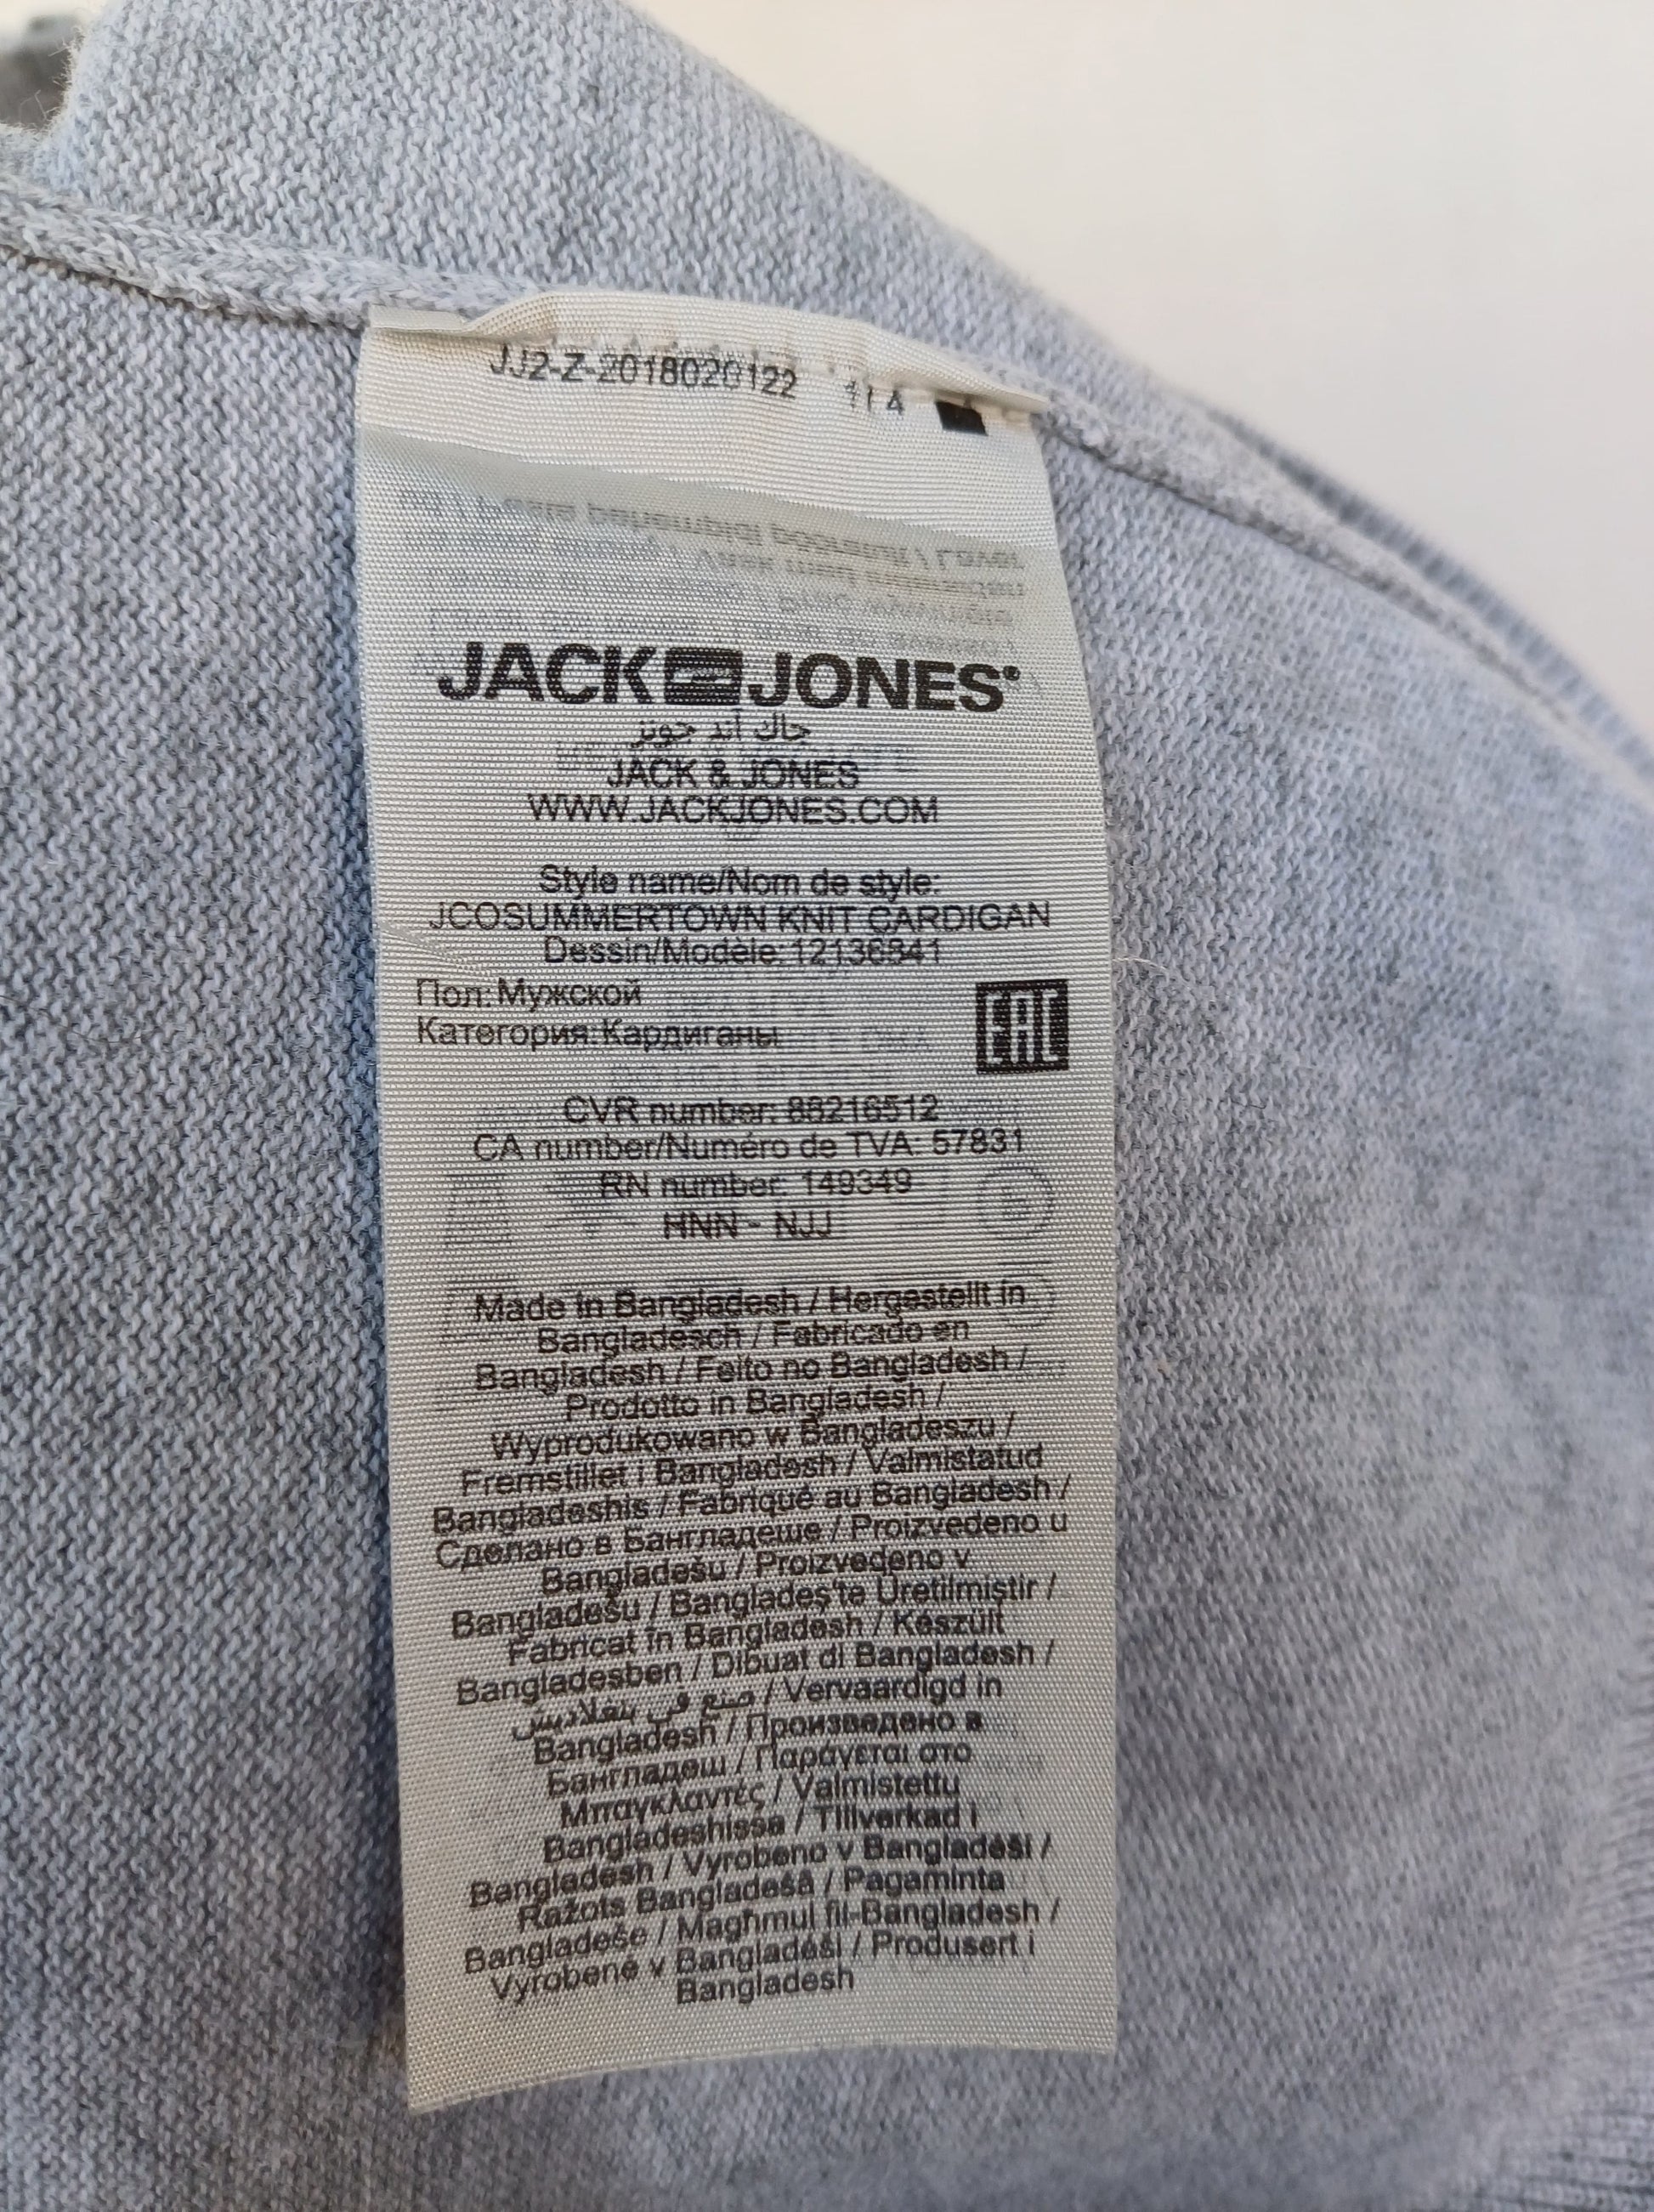 JJ2-Z-2018020122 1/ 4
JACK JONES®
جاك آند جونز
JACK & JONES
WWW.JACKJONES.COM
Style name/Nom de style:
JCOSUMMERTOWN KNIT CARDIGAN
Dessin/Modèle: 12136841
Пол: Мужской
Категория: Кардиганы
EAC
CVR number: 88216512
CA number/Numéro de TVA: 57831
RN number: 149349
HNN - NJJ
Made in Bangladesh / Hergestellt in
Bangladesch / Fabricado en
Bangladesh / Feito no Bangladesh /
Prodotto in Bangladesh /
Wyprodukowano w Bangladeszu /
Fremstillet i Bangladesh / Valmistatud
Bangladeshis / Fabriqué au Bangladesh /
Сделано в Бангладеше / Proizvedeno u
Bangladešu / Proizvedeno v
Bangladešu / Bangladeş'te Üretilmiştir /
Fabricat în Bangladesh / Készült
Bangladesben / Dibuat di Bangladesh /
صنع في بنغلاديش / Vervaardigd in
Bangladesh / Произведено в
Бангладеш / Παράγεται στο
Μπαγκλαντές / Valmistettu
Bangladeshissa / Tillverkad i
Bangladesh / Vyrobeno v Bangladéši /
Ražots Bangladešā / Pagaminta
Bangladeše / Magħmul fil-Bangladesh /
Vyrobené v Bangladéši / Produsert i
Bangladesh